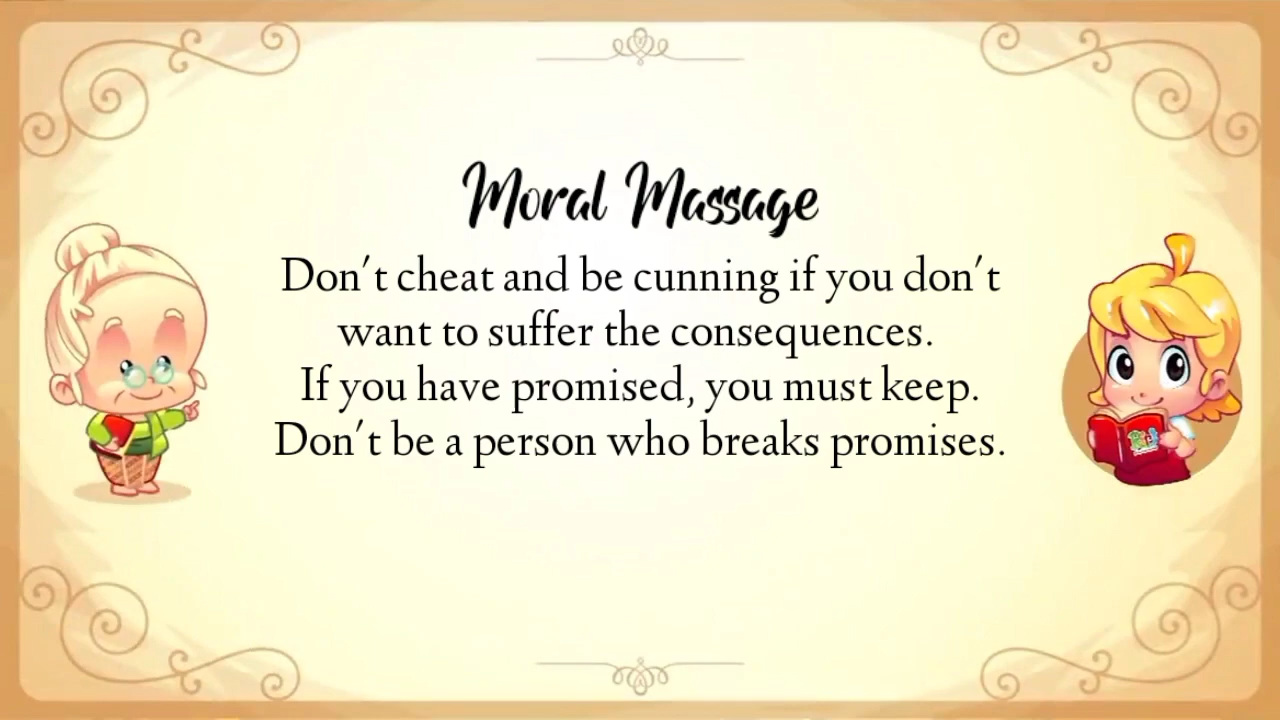 Moral Massage
Don't cheat and be cunning if you don't
want to suffer the consequences.
If you have promised, you must keep.
Don't be a person who breaks promises.